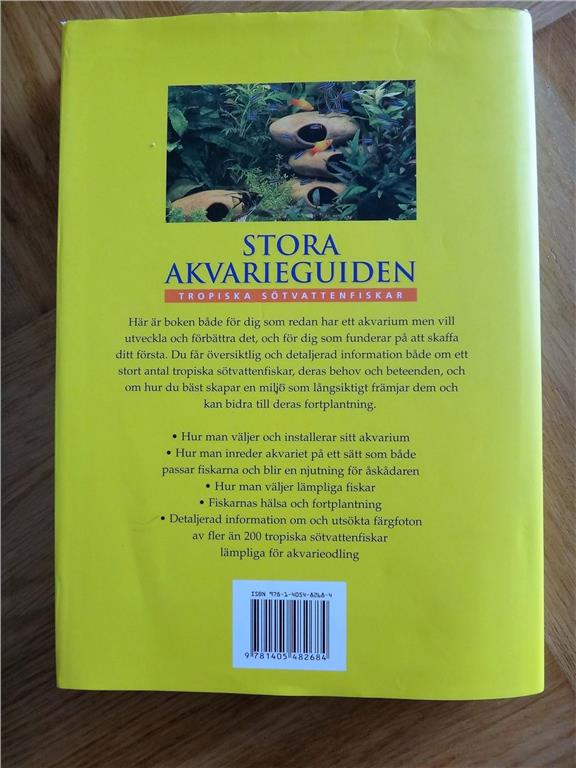 STORA
AKVARIEGUIDEN
TROPISKA SÖTVATTENFISKAR
Här är boken både för dig som redan har ett akvarium men vill
utveckla och förbättra det, och för dig som funderar på att skaffa
ditt första. Du får översiktlig och detaljerad information både om ett
stort antal tropiska sötvattenfiskar, deras behov och beteenden, och
om hur du bäst skapar en miljö som långsiktigt främjar dem och
kan bidra till deras fortplantning.
• Hur man väljer och installerar sitt akvarium
• Hur man inreder akvariet på ett sätt som både
passar fiskarna och blir en njutning för åskådaren
• Hur man väljer lämpliga fiskar
• Fiskarnas hälsa och fortplantning
• Detaljerad information om och utsökta färgfoton
av fler än 200 tropiska sötvattenfiskar
lämpliga för akvarieodling
ISBN 978-1-4054-8268-4
9 781405 482684